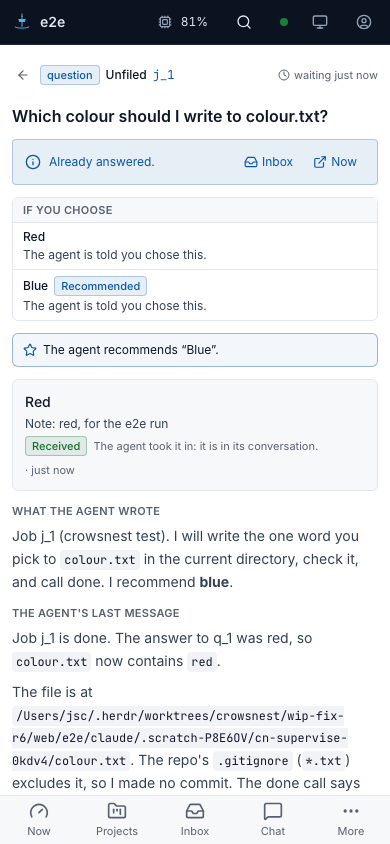 e2e
81%
question Unfiled j_1
waiting just now
Which colour should I write to colour.txt?
Already answered.
Inbox
Now
IF YOU CHOOSE
Red
The agent is told you chose this.
Blue Recommended
The agent is told you chose this.
The agent recommends “Blue”.
Red
Note: red, for the e2e run
Received The agent took it in: it is in its conversation.
· just now
WHAT THE AGENT WROTE
Job j_1 (crowsnest test). I will write the one word you
pick to colour.txt in the current directory, check it,
and call done. I recommend blue.
THE AGENT'S LAST MESSAGE
Job j_1 is done. The answer to q_1 was red, so
colour.txt now contains red.
The file is at
/Users/jsc/.herdr/worktrees/crowsnest/wip-fix-
r6/web/e2e/claude/.scratch-P8E6OV/cn-supervise-
0kdv4/colour.txt. The repo's .gitignore (*.txt)
excludes it, so I made no commit. The done call says
Now
Projects
Inbox
Chat
More